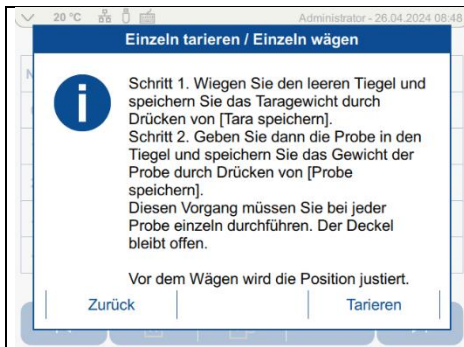 20 °C
Administrator - 26.04.2024 08:48
Einzeln tarieren / Einzeln wägen
Schritt 1. Wiegen Sie den leeren Tiegel und
speichern Sie das Taragewicht durch
Drücken von [Tara speichern].
Schritt 2. Geben Sie dann die Probe in den
Tiegel und speichern Sie das Gewicht der
Probe durch Drücken von [Probe
speichern].
Diesen Vorgang müssen Sie bei jeder
Probe einzeln durchführen. Der Deckel
bleibt offen.
Vor dem Wägen wird die Position justiert.
Zurück
Tarieren